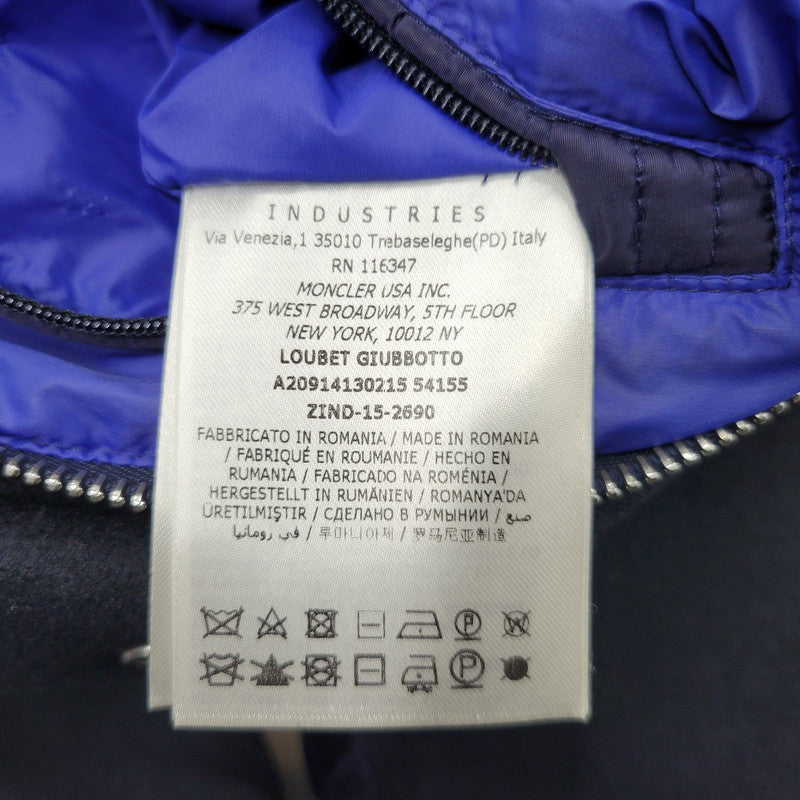 INDUSTRIES
Via Venezia,1 35010 Trebaseleghe(PD) Italy
RN 116347
MONCLER USA INC.
375 WEST BROADWAY, 5TH FLOOR
NEW YORK, 10012 NY
LOUBET GIUBBOTTO
A20914130215 54155
ZIND-15-2690
FABBRICATO IN ROMANIA / MADE IN ROMANIA
/ FABRIQUÉ EN ROUMANIE / HECHO EN
RUMANIA / FABRICADO NA ROMÉNIA /
HERGESTELLT IN RUMÄNIEN / ROMANYA'DA
ÜRETILMIŞTIR / СДЕЛАНО В РУМЫНИИ / صنع
في رومانيا / 루마니아제 / 罗马尼亚制造
P W
P